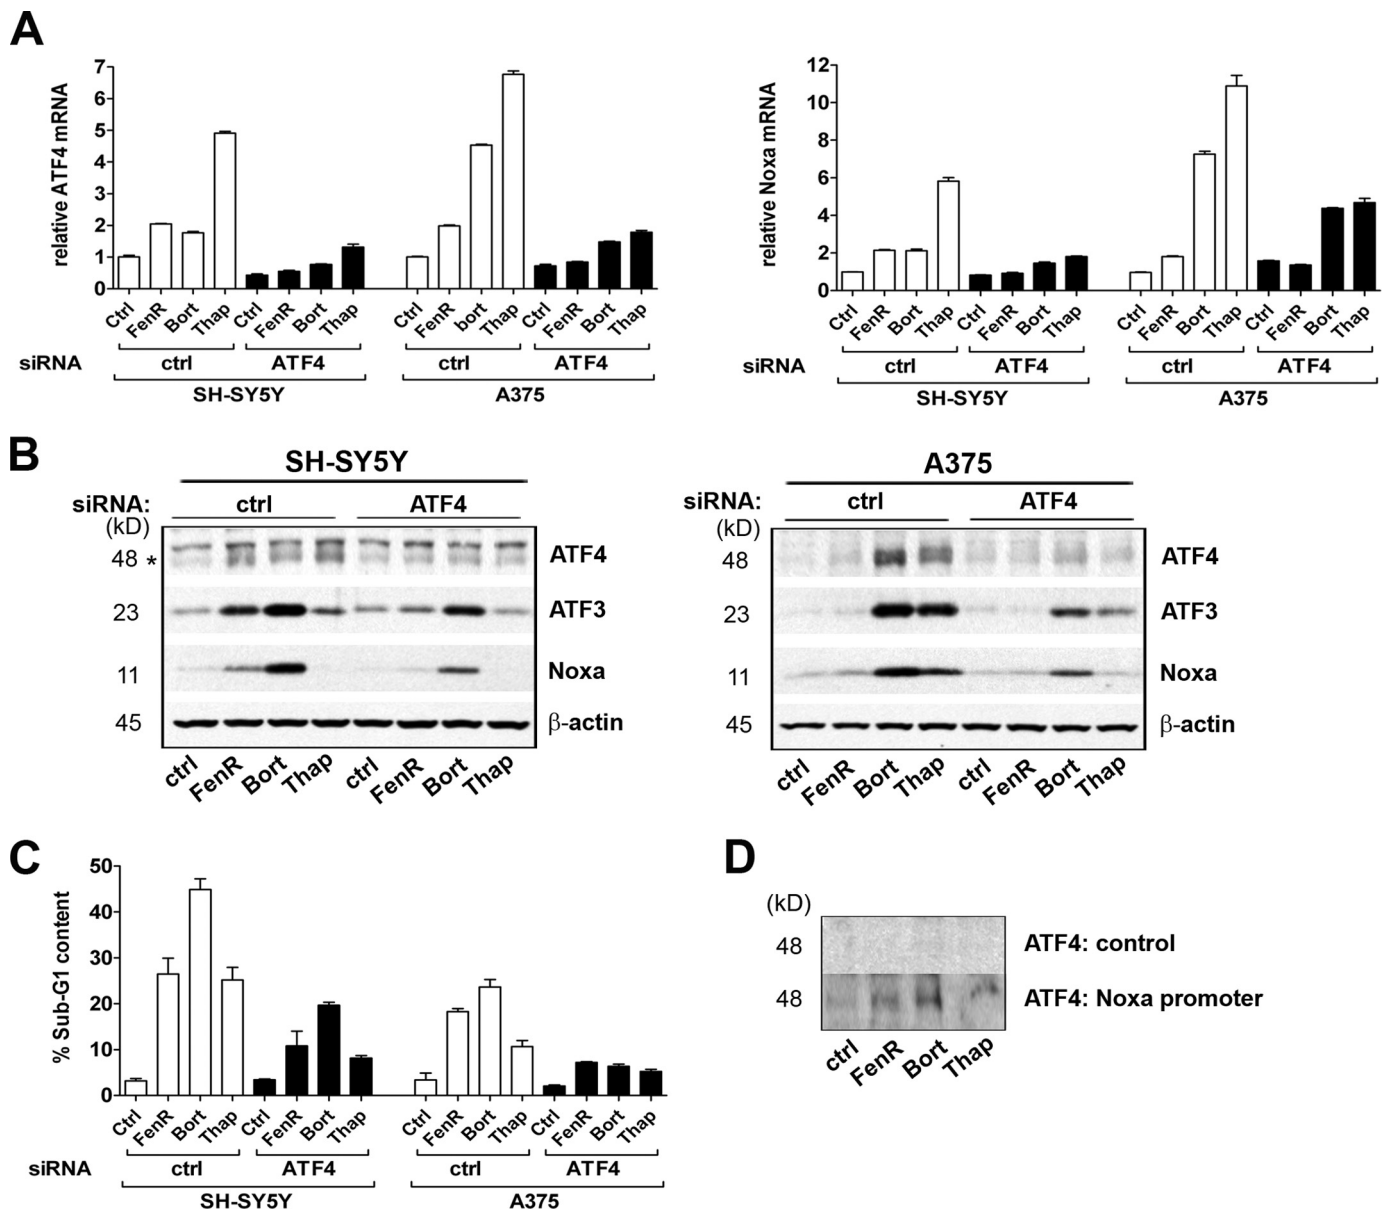 A
relative ATF4 mRNA
7
6
5
4
3
2
1
0
Ctrl FenR Bort Thap Ctrl FenR Bort Thap Ctrl FenR bort Thap Ctrl FenR Bort Thap
siRNA ctrl ATF4 ctrl ATF4
SH-SY5Y A375
relative Noxa mRNA
12
10
8
6
4
2
0
Ctrl FenR Bort Thap Ctrl FenR Bort Thap Ctrl FenR Bort Thap Ctrl FenR Bort Thap
siRNA ctrl ATF4 ctrl ATF4
SH-SY5Y A375
B
SH-SY5Y
siRNA: ctrl ATF4
(kD)
48 * ATF4
23 ATF3
11 Noxa
45 β-actin
ctrl FenR Bort Thap ctrl FenR Bort Thap
A375
siRNA: ctrl ATF4
(kD)
48 ATF4
23 ATF3
11 Noxa
45 β-actin
ctrl FenR Bort Thap ctrl FenR Bort Thap
C
% Sub-G1 content
50
40
30
20
10
0
Ctrl FenR Bort Thap Ctrl FenR Bort Thap Ctrl FenR Bort Thap Ctrl FenR Bort Thap
siRNA ctrl ATF4 ctrl ATF4
SH-SY5Y A375
D
(kD)
48 ATF4: control
48 ATF4: Noxa promoter
ctrl FenR Bort Thap